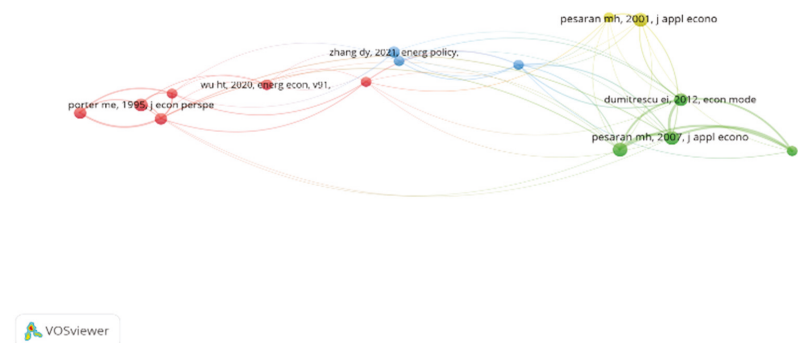 pesaran mh, 2001, j appl econo
zhang dy, 2021, energ policy,
wu ht, 2020, energ econ, v91,
dumitrescu ei, 2012, econ mode
porter me, 1995, j econ perspe
pesaran mh, 2007, j appl econo
VOSviewer